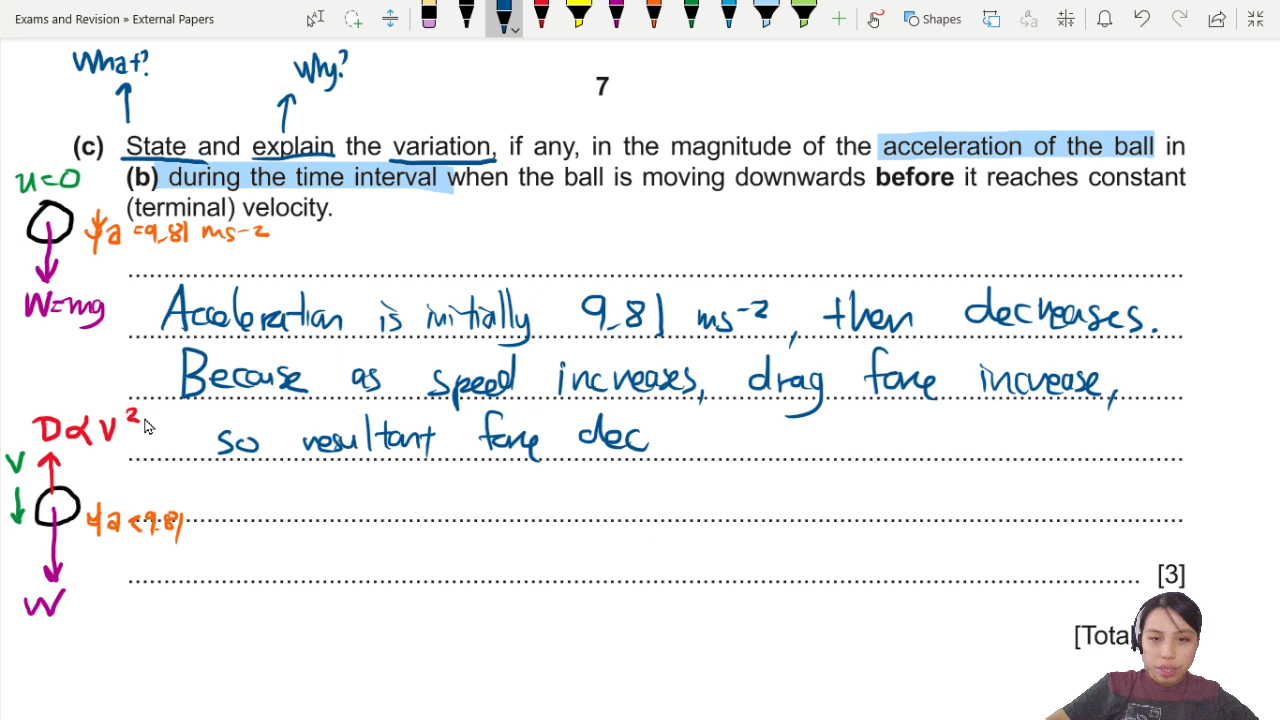 Exams and Revision » External Papers
Shapes
What?
Why?
7
(c) State and explain the variation, if any, in the magnitude of the acceleration of the ball in
(b) during the time interval when the ball is moving downwards before it reaches constant
(terminal) velocity.
u=0
a =9.81 ms-2
W=mg
Acceleration is initially 9.81 ms-2, then decreases.
Because as speed increases, drag force increase,
so resultant force dec
D∝V2
V
a <9.81
W
[3]
[Tota